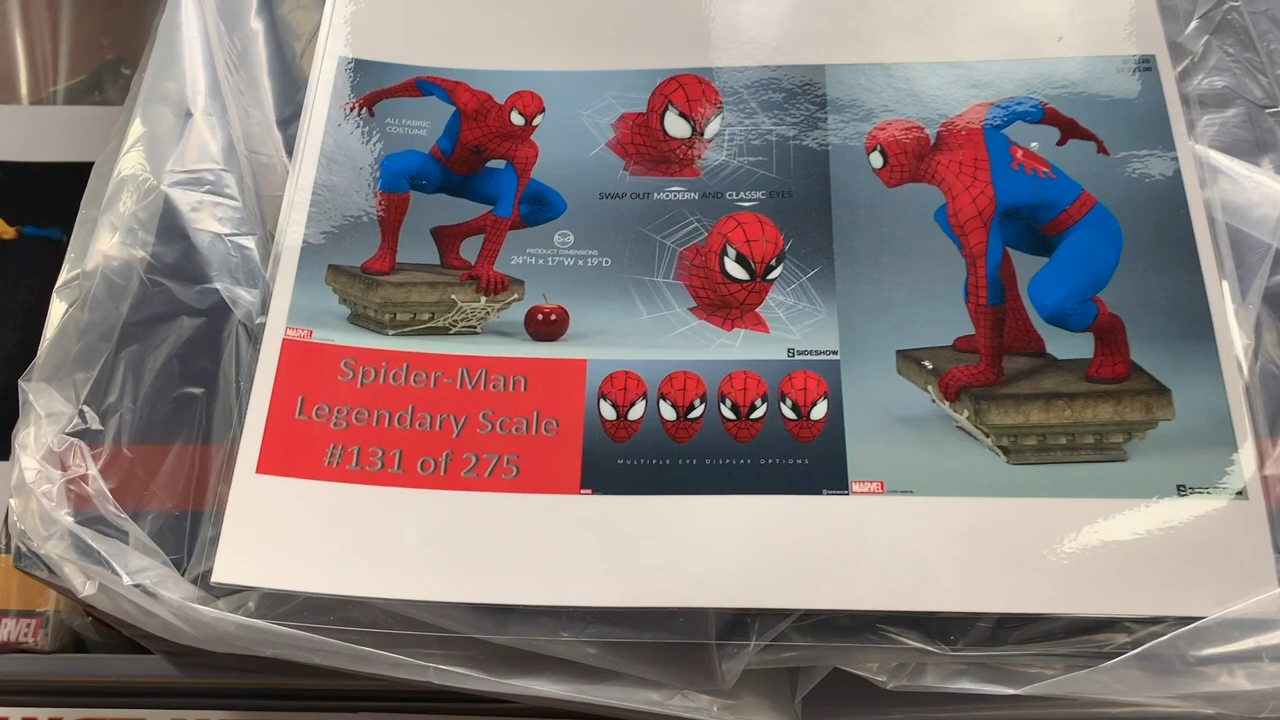 ALL FABRIC
COSTUME
SWAP OUT MODERN AND CLASSIC EYES
PRODUCT DIMENSIONS
24"H x 17"W x 19"D
MARVEL
SIDESHOW
Spider-Man
Legendary Scale
#131 of 275
MULTIPLE EYE DISPLAY OPTIONS
SIDESHOW
MARVEL